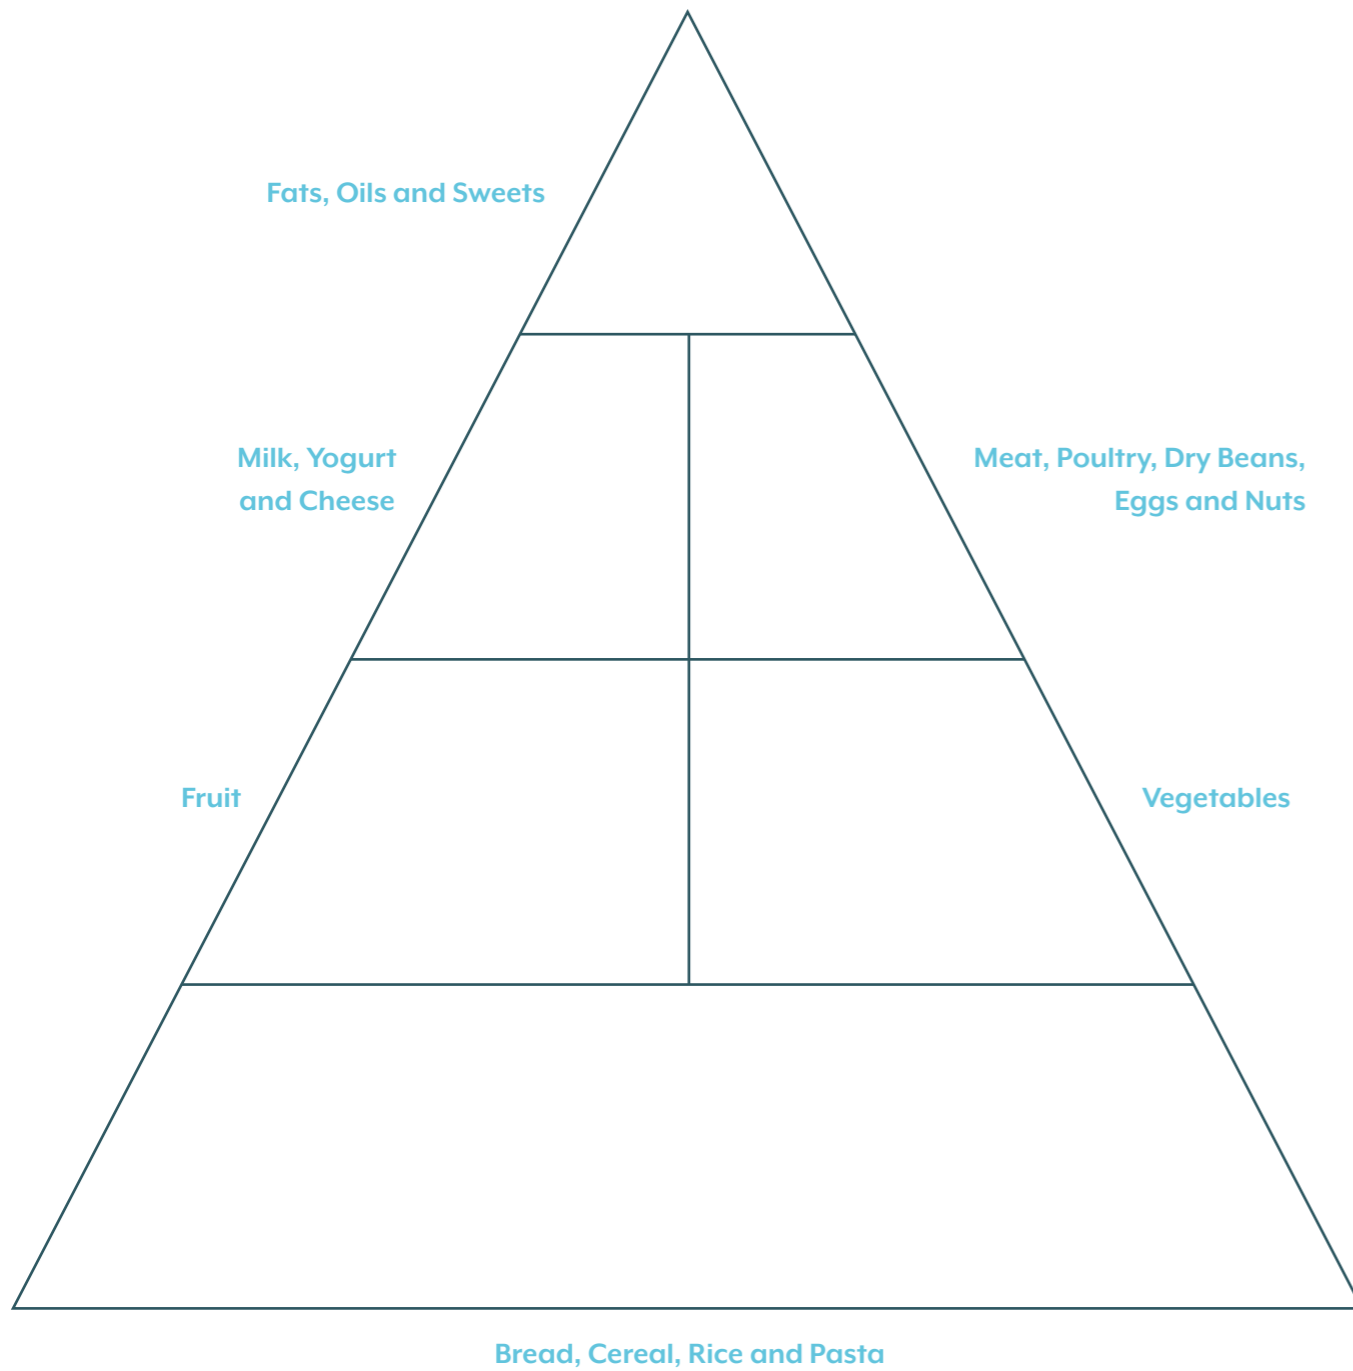 Fats, Oils and Sweets
Milk, Yogurt
and Cheese
Meat, Poultry, Dry Beans,
Eggs and Nuts
Fruit
Vegetables
Bread, Cereal, Rice and Pasta